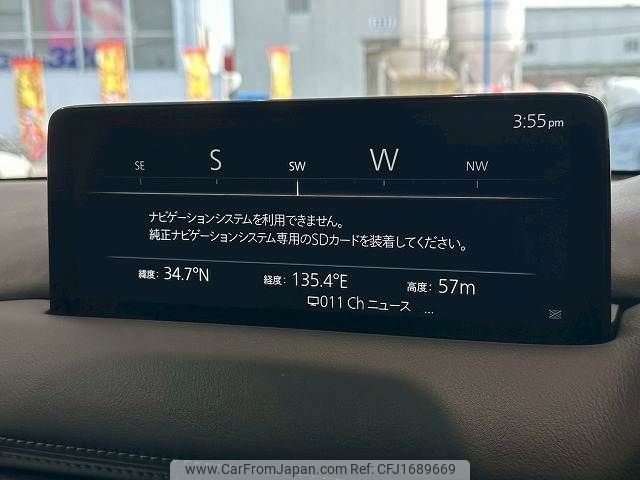 320
3:55pm
SE S SW W NW
ナビゲーションシステムを利用できません。
純正ナビゲーションシステム専用のSDカードを装着してください。
緯度: 34.7°N 経度: 135.4°E 高度: 57m
011 Ch ニュース ...
www.CarFromJapan.com | REF CFJ1689669